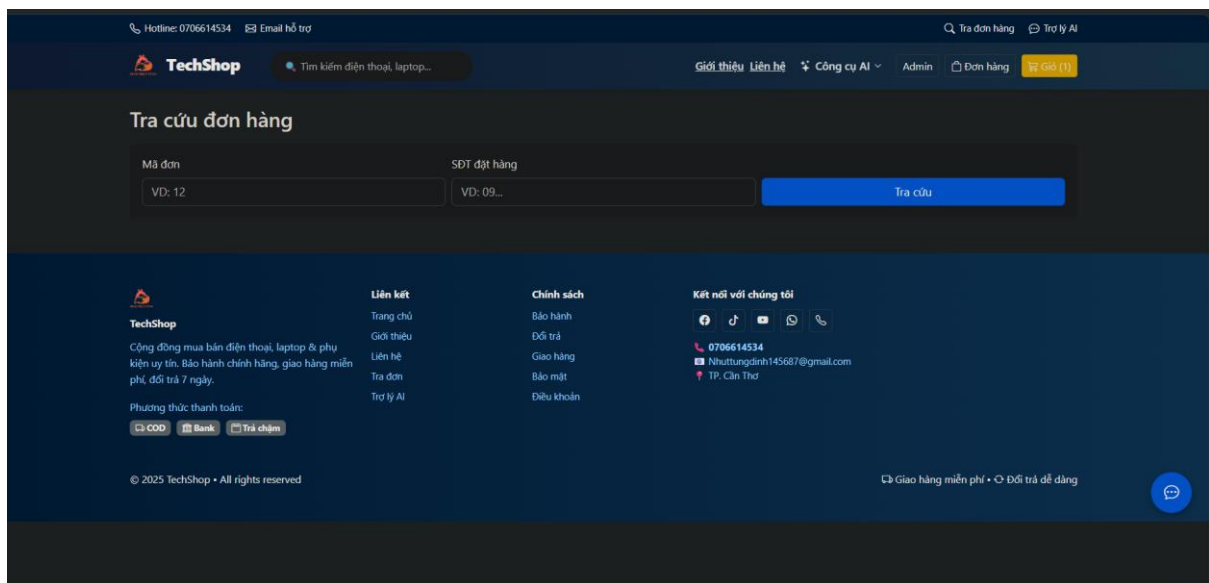 Hotline: 0706614534 Email hỗ trợ Tra đơn hàng Trợ lý AI
TechShop Tìm kiếm điện thoại, laptop... Giới thiệu Liên hệ Công cụ AI Admin Đơn hàng Giỏ (1)
Tra cứu đơn hàng
Mã đơn SĐT đặt hàng
VD: 12 VD: 09... Tra cứu
TechShop
Cộng đồng mua bán điện thoại, laptop & phụ
kiện uy tín. Bảo hành chính hãng, giao hàng miễn
phí, đổi trả 7 ngày.
Phương thức thanh toán:
COD Bank Trả chậm
Liên kết
Trang chủ
Giới thiệu
Liên hệ
Tra đơn
Trợ lý AI
Chính sách
Bảo hành
Đổi trả
Giao hàng
Bảo mật
Điều khoản
Kết nối với chúng tôi
0706614534
Nhuttungdinh145687@gmail.com
TP. Cần Thơ
© 2025 TechShop • All rights reserved Giao hàng miễn phí • Đổi trả dễ dàng